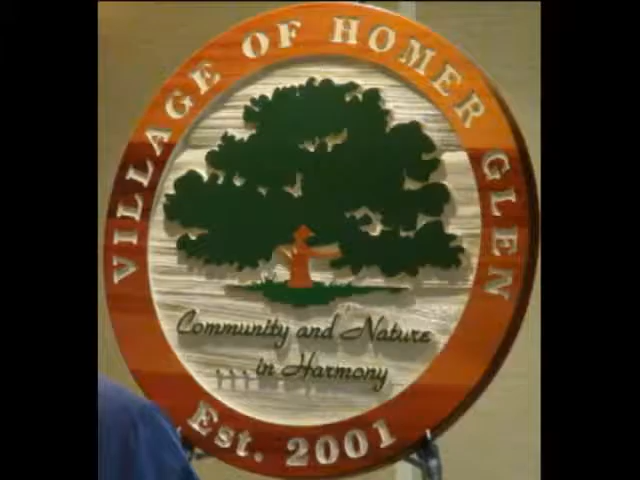 VILLAGE OF HOMER GLEN
Community and Nature
... in Harmony
Est. 2001